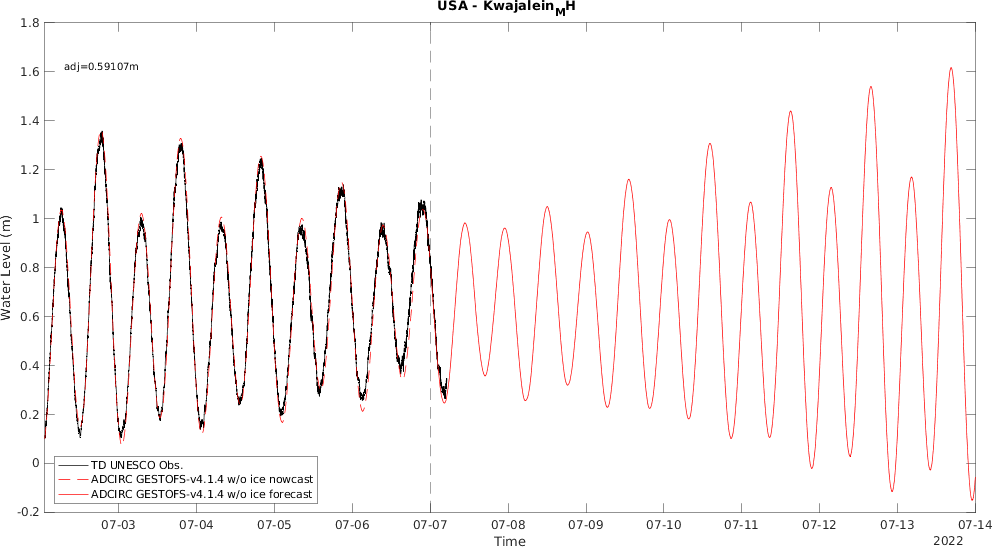 USA - Kwajalein_MH
adj=0.59107m
Water Level (m)
1.8
1.6
1.4
1.2
1
0.8
0.6
0.4
0.2
0
-0.2
TD UNESCO Obs.
ADCIRC GESTOFS-v4.1.4 w/o ice nowcast
ADCIRC GESTOFS-v4.1.4 w/o ice forecast
07-03 07-04 07-05 07-06 07-07 07-08 07-09 07-10 07-11 07-12 07-13 07-14
Time
2022